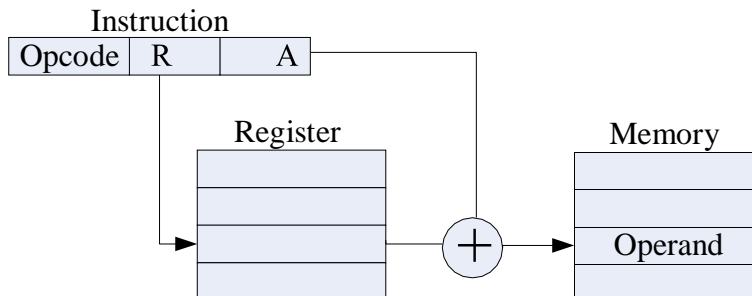 Instruction
Opcode R A
Register
Memory
+
Operand